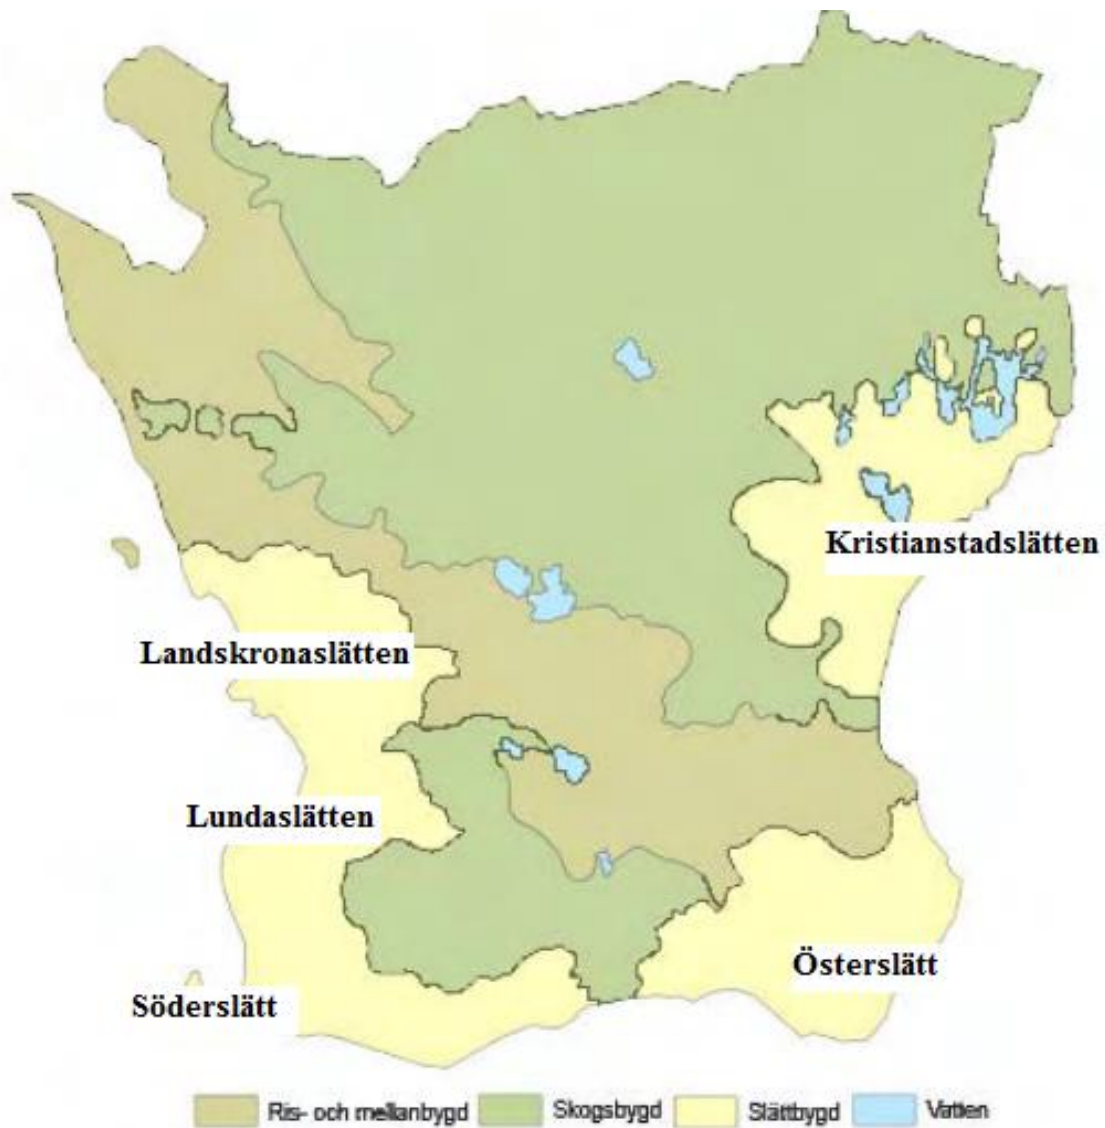 Kristianstadslätten
Landskronaslätten
Lundaslätten
Österslätt
Söderslätt
Ris- och mellanbygd Skogsbygd Slättbygd Vatten